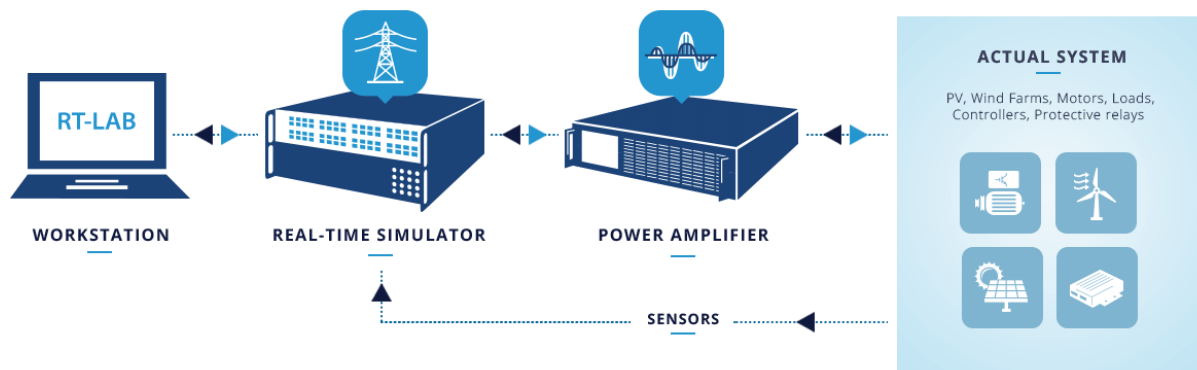 RT-LAB
WORKSTATION
REAL-TIME SIMULATOR
POWER AMPLIFIER
SENSORS
ACTUAL SYSTEM
PV, Wind Farms, Motors, Loads,
Controllers, Protective relays